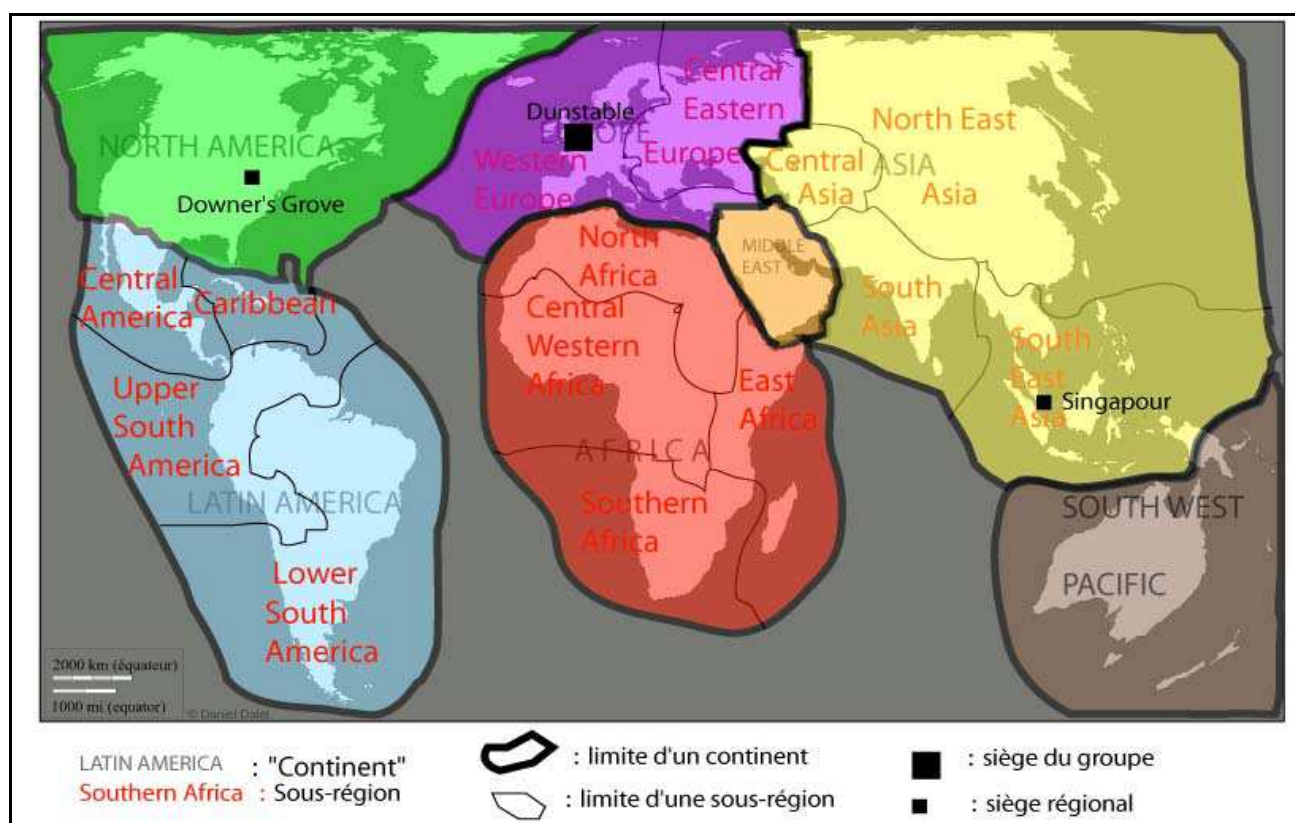 Central
Eastern
Europe
Dunstable
EUROPE
Western
Europe
NORTH AMERICA
Downer's Grove
North East
ASIA
Asia
Central
Asia
North
Africa
MIDDLE
EAST
Central
America
Caribbean
Central
Western
Africa
South
Asia
South
East
Asia
Singapour
Upper
South
America
East
Africa
AFRICA
LATIN AMERICA
Southern
Africa
SOUTH WEST
PACIFIC
Lower
South
America
2000 km (équateur)
1000 mi (equator)
© Daniel Dalet
LATIN AMERICA : "Continent"
Southern Africa : Sous-région
: limite d'un continent
: limite d'une sous-région
: siège du groupe
: siège régional